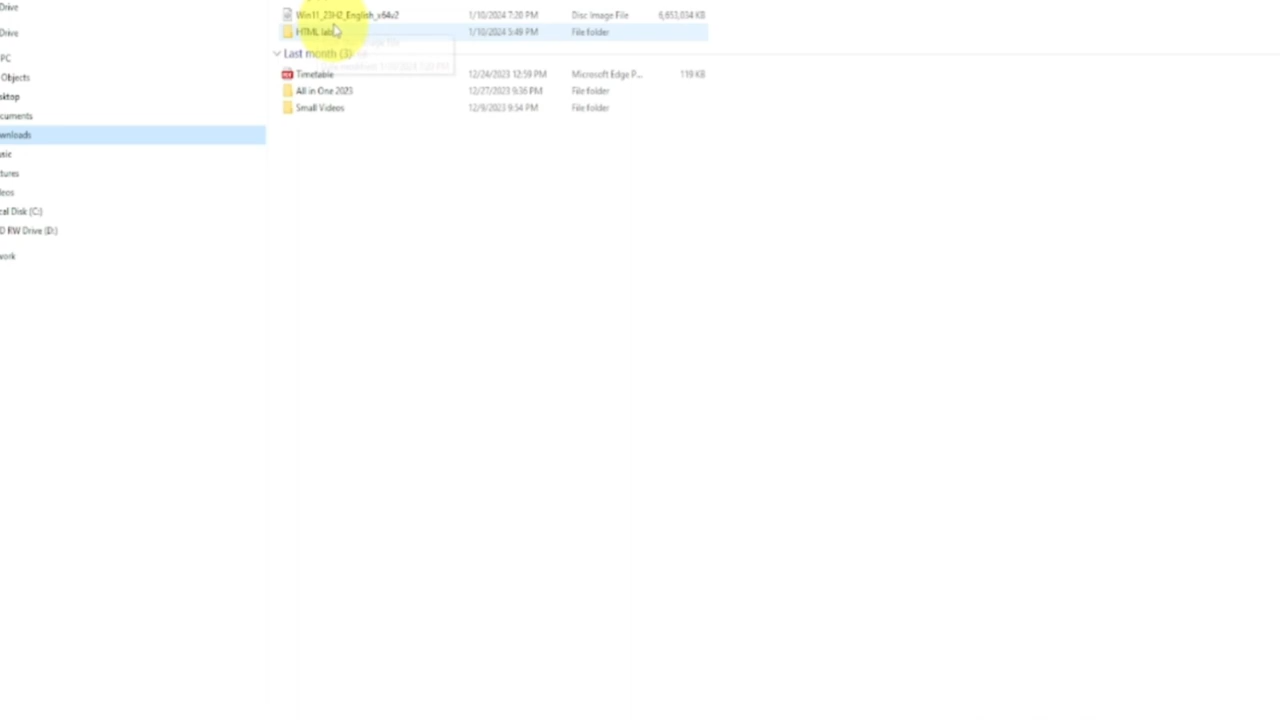 Drive
Win11_23H2_English_x64v2 1/10/2024 7:20 PM Disc Image File 6,653,034 KB
Drive
HTML lab 1/10/2024 5:49 PM File folder
Last month (3)
PC
Timetable 12/24/2023 12:59 PM Microsoft Edge P... 119 KB
Objects
All in One 2023 12/27/2023 9:36 PM File folder
sktop
Small Videos 12/9/2023 9:54 PM File folder
cuments
wnloads
sic
tures
leos
cal Disk (C:)
D RW Drive (D:)
work